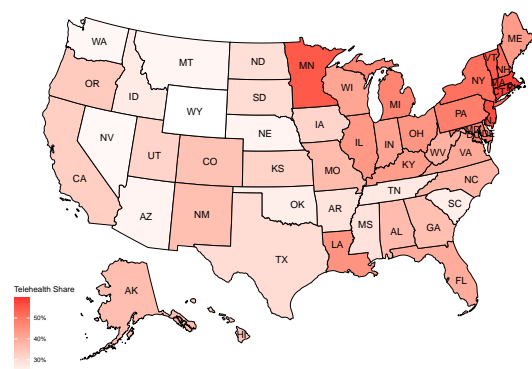 WA
MT
ND
MN
ME
OR
ID
SD
WI
MI
VT
NH
NY
MA
WY
NE
IA
PA
NV
UT
CO
KS
IL
IN
OH
WV
VA
MO
KY
CA
AZ
NM
OK
AR
TN
NC
SC
TX
LA
MS
AL
GA
FL
AK
HI
Telehealth Share
50%
40%
30%